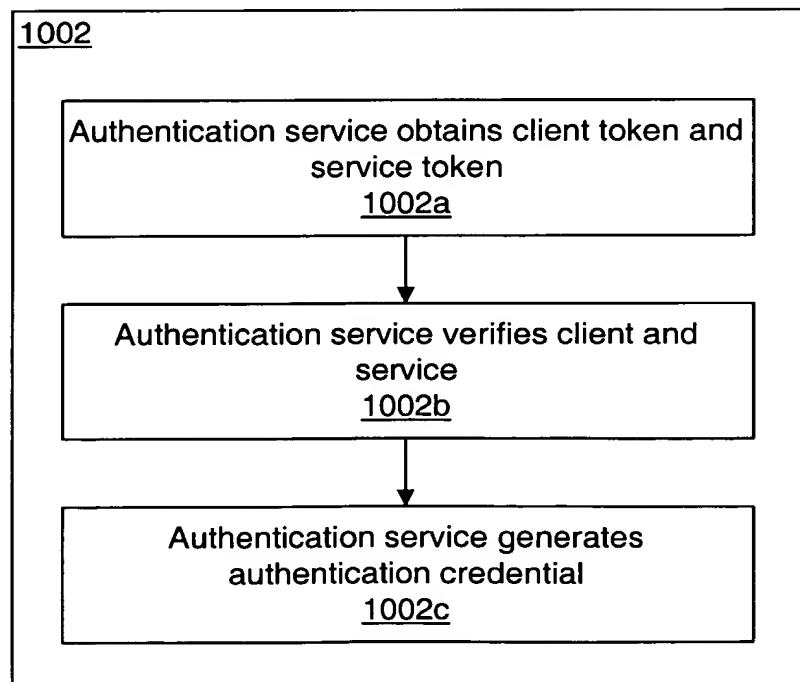 1002
Authentication service obtains client token and
service token
1002a
Authentication service verifies client and
service
1002b
Authentication service generates
authentication credential
1002c